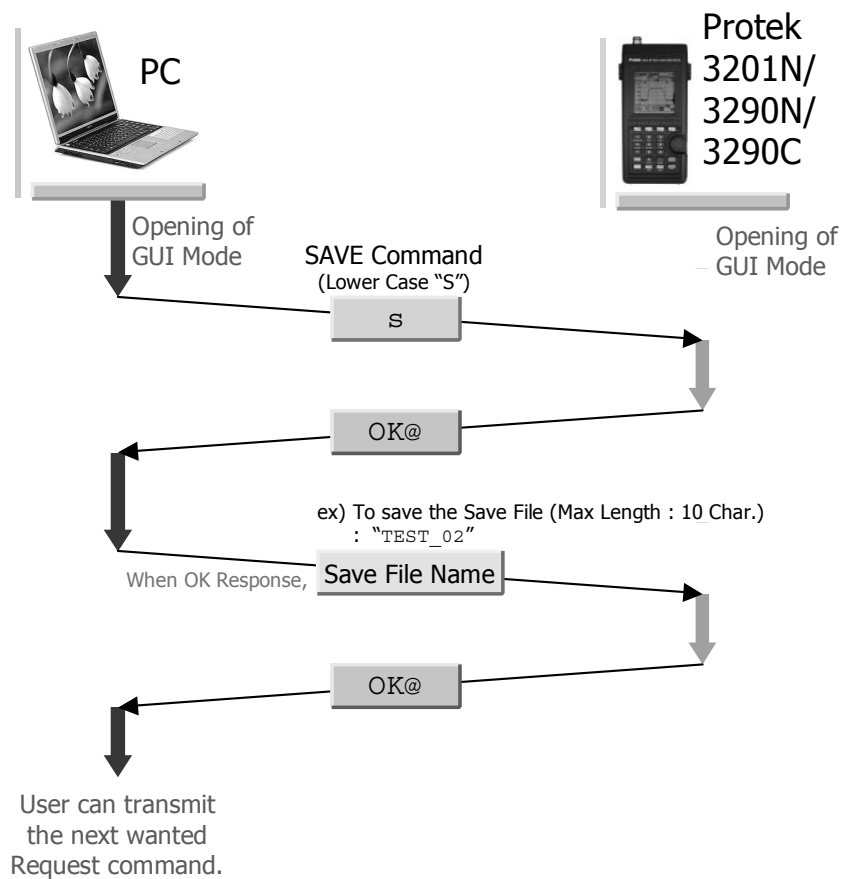 PC
Protek
3201N/
3290N/
3290C
Opening of
GUI Mode
Opening of
GUI Mode
SAVE Command
(Lower Case “S”)
s
OK@
ex) To save the Save File (Max Length : 10 Char.)
: “TEST_02”
When OK Response,
Save File Name
OK@
User can transmit
the next wanted
Request command.